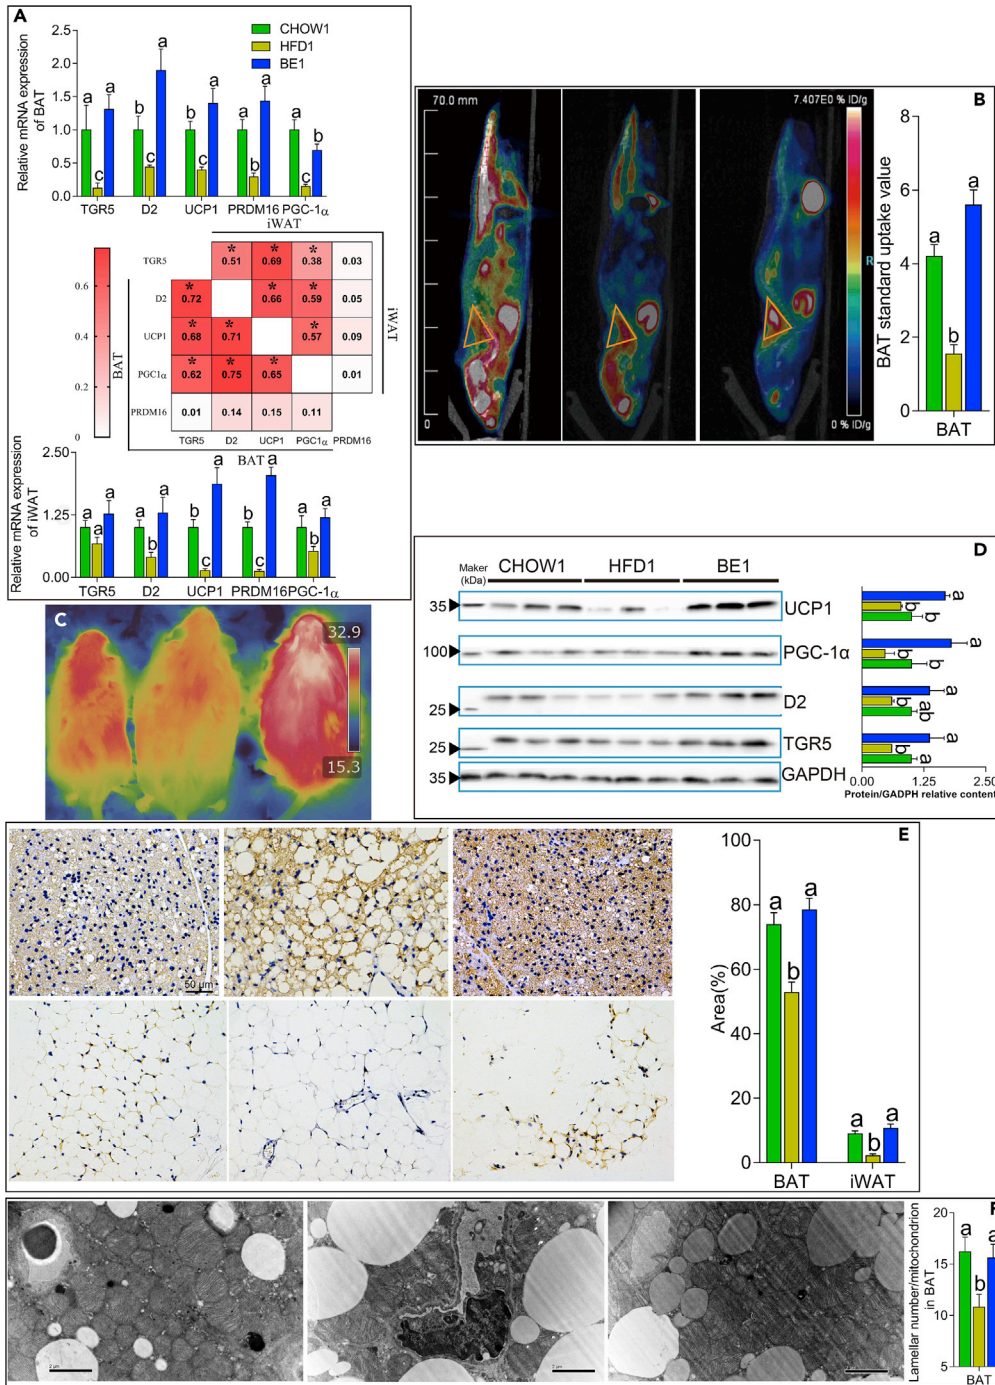 A
Relative mRNA expression
of BAT
2.5
2.0
1.5
1.0
0.5
0.0
CHOW1
HFD1
BE1
a c a
b c a
b c a
a b a
a c b
TGR5 D2 UCP1 PRDM16 PGC-1α
iWAT
TGR5 * 0.51 * 0.69 * 0.38 0.03
D2 * 0.72 * 0.66 * 0.59 0.05
UCP1 * 0.68 * 0.71 * 0.57 0.09
PGC1α * 0.62 * 0.75 * 0.65 0.01
PRDM16 0.01 0.14 0.15 0.11
TGR5 D2 UCP1 PGC1α PRDM16
BAT
BAT
iWAT
0.6
0.4
0.2
0
Relative mRNA expression
of iWAT
2.50
1.25
0.00
a a a
a b a
b c a
b c a
a b a
TGR5 D2 UCP1 PRDM16 PGC-1α
B
70.0 mm
0
7.407E0 % ID/g
0 % ID/g
R
BAT standard uptake value
8
6
4
2
0
a b a
BAT
C
32.9
15.3
D
Maker
(kDa)
CHOW1 HFD1 BE1
35 UCP1
100 PGC-1α
25 D2
25 TGR5
35 GAPDH
a
b
b
a
b
b
a
b
ab
a
b
a
0.00 1.25 2.50
Protein/GADPH relative content
E
50 μm
Area(%)
100
80
60
40
20
0
a b a
a b a
BAT iWAT
F
2 μm
2 μm
Lamellar number/mitochondrion
in BAT
20
15
10
5
a b a
BAT